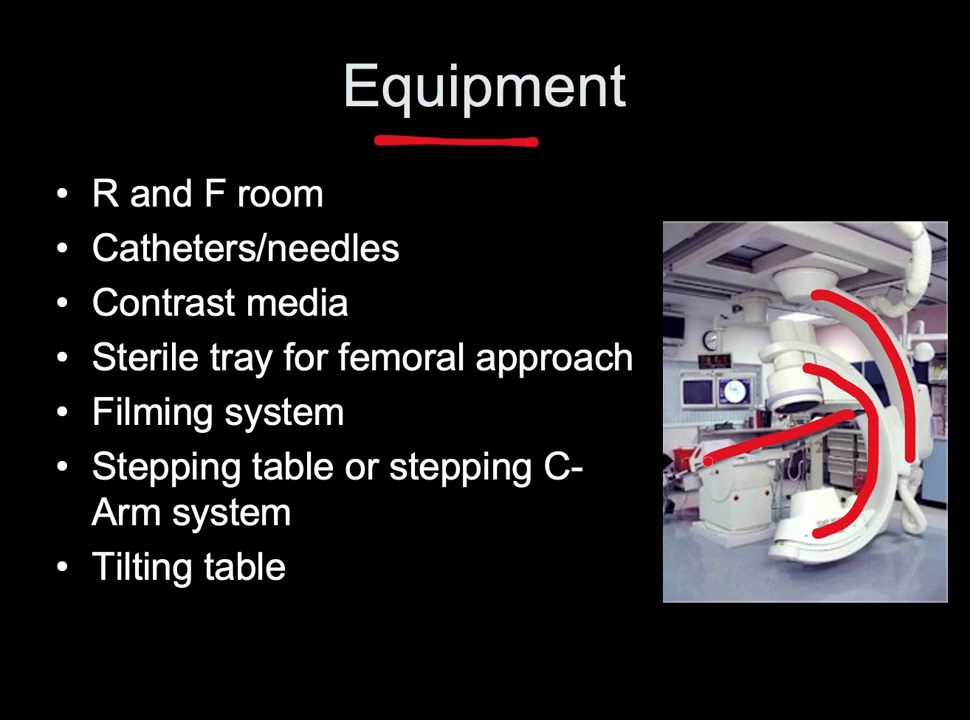 Equipment
• R and F room
• Catheters/needles
• Contrast media
• Sterile tray for femoral approach
• Filming system
• Stepping table or stepping C-
Arm system
• Tilting table